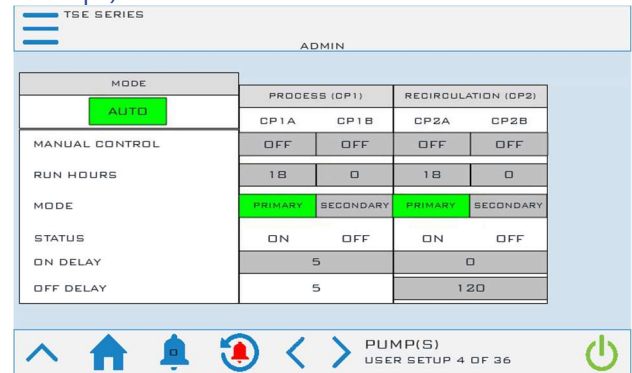 TSE SERIES
ADMIN
MODE
AUTO
PROCESS (CP1) RECIRCULATION (CP2)
CP1A CP1B CP2A CP2B
MANUAL CONTROL OFF OFF OFF OFF
RUN HOURS 18 0 18 0
MODE PRIMARY SECONDARY PRIMARY SECONDARY
STATUS ON OFF ON OFF
ON DELAY 5 0
OFF DELAY 5 120
0
PUMP(S)
USER SETUP 4 OF 36